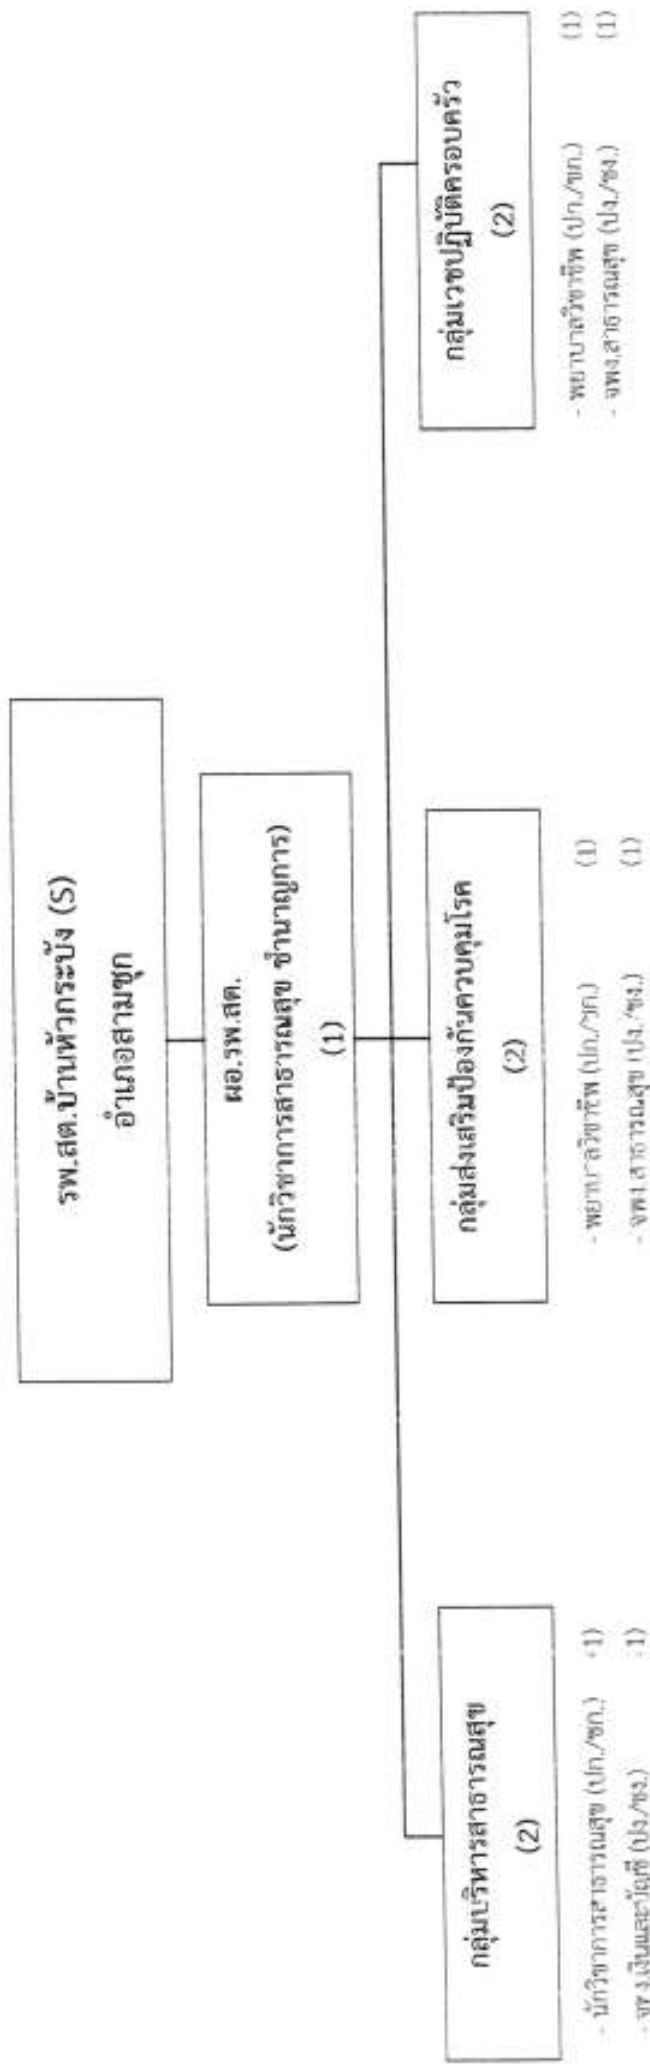 รพ.สต.บ้านหัวกระบัง (S)
อำเภอสามชุก
ผอ.รพ.สต.
(นักวิชาการสาธารณสุข ชำนาญการ)
(1)
กลุ่มบริหารสาธารณสุข
(2)
- นักวิชาการสาธารณสุข (ปก./ชก.) (1)
- จพง.เงินและบัญชี (ปง./ชง.) (1)
กลุ่มส่งเสริมป้องกันควบคุมโรค
(2)
- พยาบาลวิชาชีพ (ปก./ชก.) (1)
- จพง.สาธารณสุข (ปง./ชง.) (1)
กลุ่มเวชปฏิบัติครอบครัว
(2)
- พยาบาลวิชาชีพ (ปก./ชก.) (1)
- จพง.สาธารณสุข (ปง./ชง.) (1)